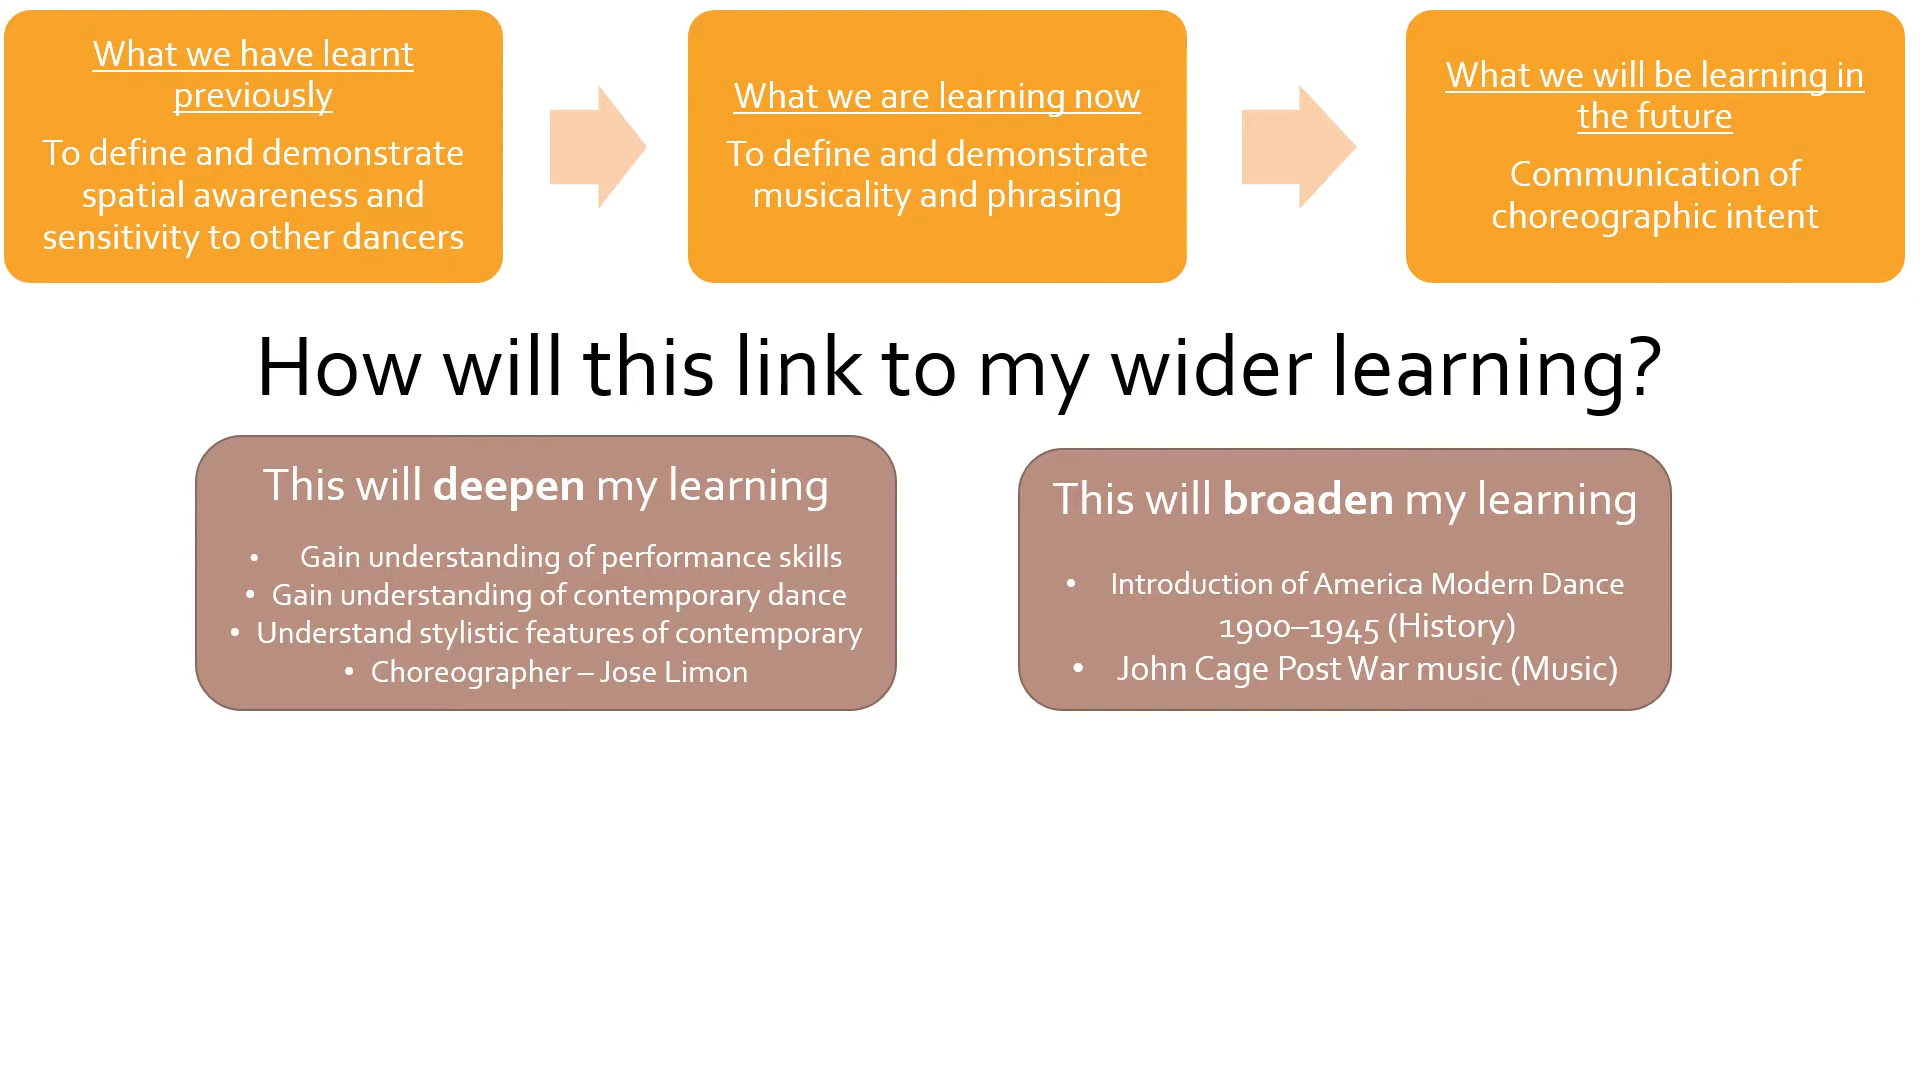 What we have learnt
previously
To define and demonstrate
spatial awareness and
sensitivity to other dancers
What we are learning now
To define and demonstrate
musicality and phrasing
What we will be learning in
the future
Communication of
choreographic intent
How will this link to my wider learning?
This will deepen my learning
• Gain understanding of performance skills
• Gain understanding of contemporary dance
• Understand stylistic features of contemporary
• Choreographer – Jose Limon
This will broaden my learning
• Introduction of America Modern Dance
1900–1945 (History)
• John Cage Post War music (Music)